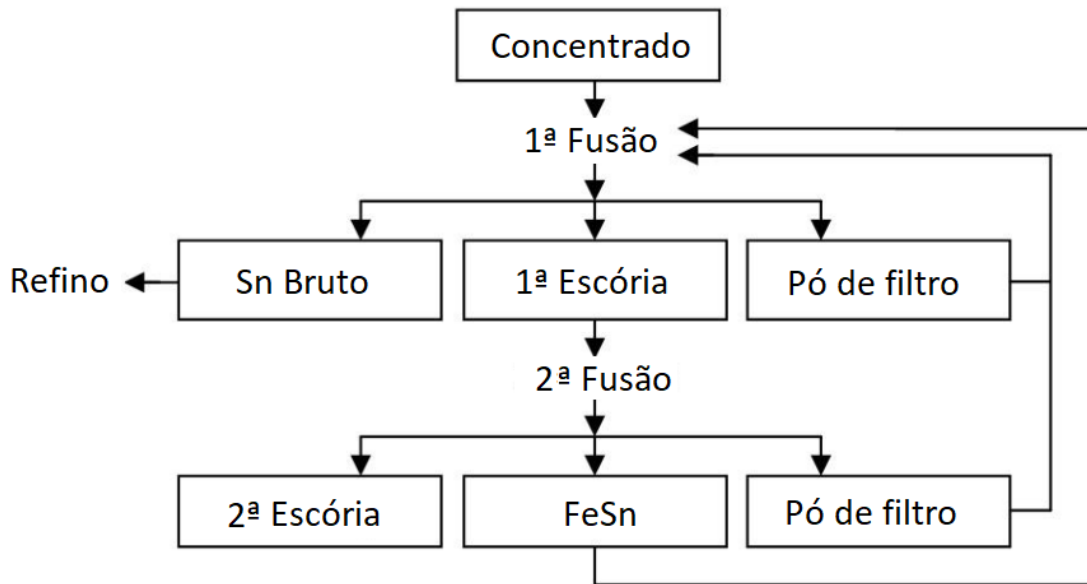 Concentrado
1ª Fusão
Refino
Sn Bruto
1ª Escória
Pó de filtro
2ª Fusão
2ª Escória
FeSn
Pó de filtro